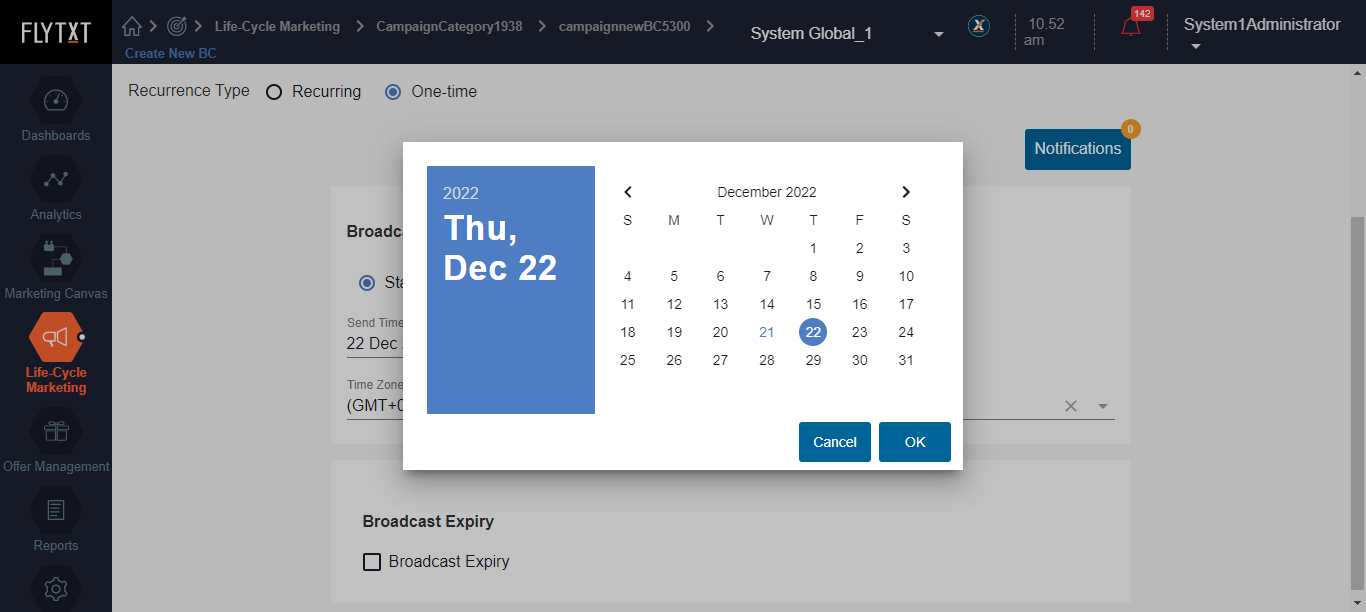 FLYTXT
Life-Cycle Marketing
CampaignCategory1938
campaignnewBC5300
Create New BC
System Global_1
X
10.52
am
142
System1Administrator
Dashboards
Analytics
Marketing Canvas
Life-Cycle
Marketing
Offer Management
Reports
Recurrence Type
Recurring
One-time
0
Notifications
Broadc
Sta
Send Time
22 Dec
Time Zone
(GMT+0
2022
Thu,
Dec 22
December 2022
S M T W T F S
1 2 3
4 5 6 7 8 9 10
11 12 13 14 15 16 17
18 19 20 21 22 23 24
25 26 27 28 29 30 31
Cancel
OK
Broadcast Expiry
Broadcast Expiry